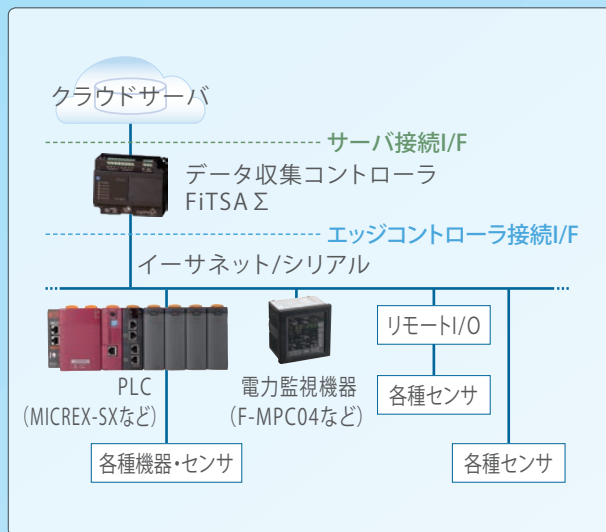 クラウドサーバ
サーバ接続I/F
データ収集コントローラ
FiTSA Σ
エッジコントローラ接続I/F
イーサネット/シリアル
リモートI/O
PLC
(MICREX-SXなど)
電力監視機器
(F-MPC04など)
各種センサ
各種機器・センサ
各種センサ